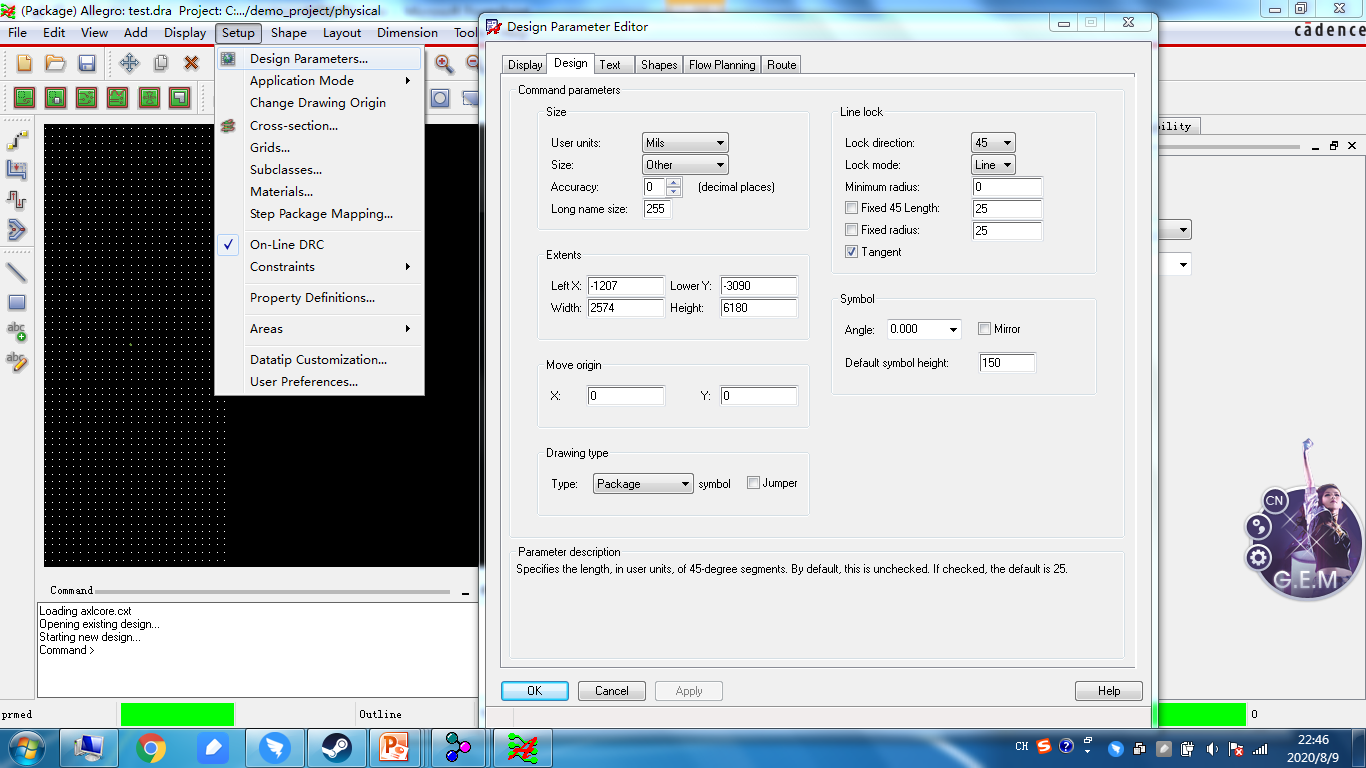 (Package) Allegro: test.dra  Project: C:.../demo_project/physical
File Edit View Add Display Setup Shape Layout Dimension
cādence
Design Parameters...
Application Mode
Change Drawing Origin
Cross-section...
Grids...
Subclasses...
Materials...
Step Package Mapping...
On-Line DRC
Constraints
Property Definitions...
Areas
Datatip Customization...
User Preferences...
abc
abc
Design Parameter Editor
Display Design Text Shapes Flow Planning Route
Command parameters
Size
User units: Mils
Size: Other
Accuracy: 0 (decimal places)
Long name size: 255
Extents
Left X: -1207 Lower Y: -3090
Width: 2574 Height: 6180
Move origin
X: 0 Y: 0
Drawing type
Type: Package symbol Jumper
Line lock
Lock direction: 45
Lock mode: Line
Minimum radius: 0
Fixed 45 Length: 25
Fixed radius: 25
Tangent
Symbol
Angle: 0.000 Mirror
Default symbol height: 150
Parameter description
Specifies the length, in user units, of 45-degree segments. By default, this is unchecked. If checked, the default is 25.
OK Cancel Apply Help
Command
Loading axlcore.cxt
Opening existing design...
Starting new design...
Command >
prmed Outline 0
CN
G.E.M
CH
22:46
2020/8/9